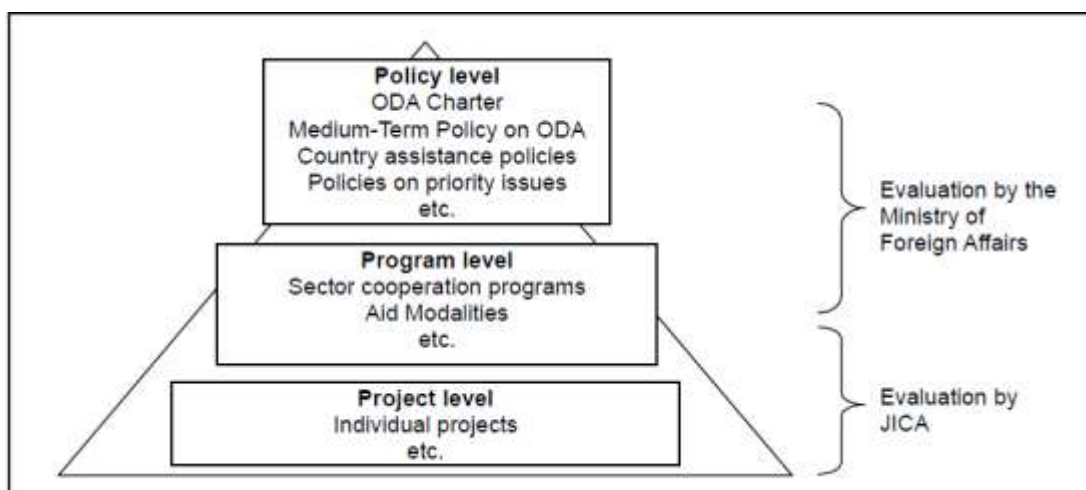 Policy level
ODA Charter
Medium-Term Policy on ODA
Country assistance policies
Policies on priority issues
etc.
Evaluation by the
Ministry of
Foreign Affairs
Program level
Sector cooperation programs
Aid Modalities
etc.
Project level
Individual projects
etc.
Evaluation by
JICA